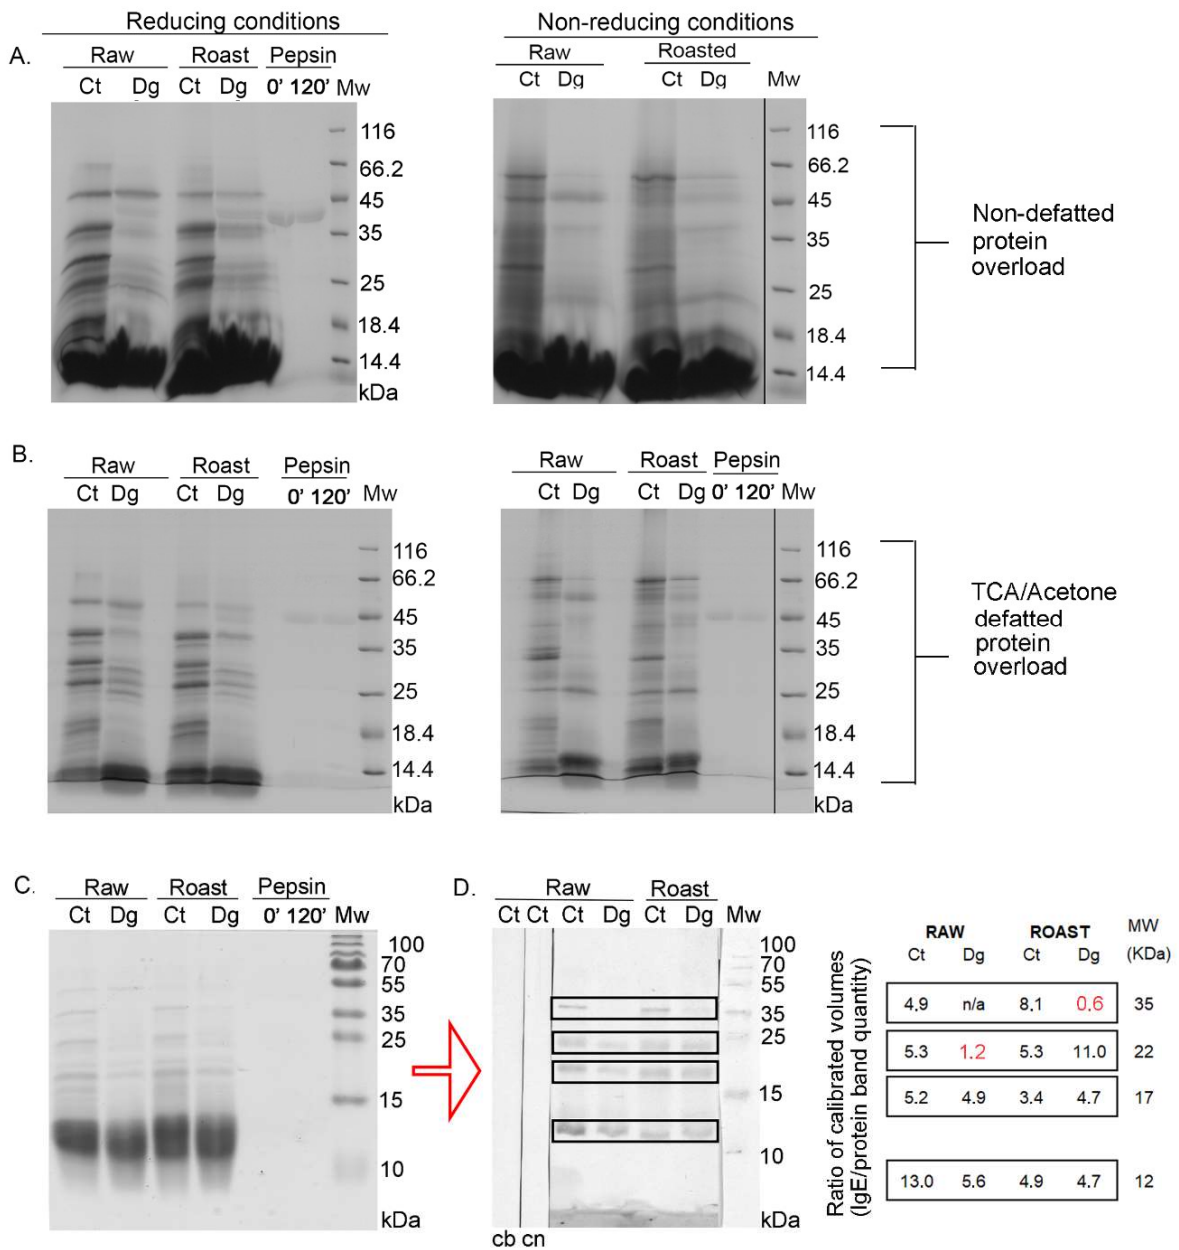 Reducing conditions
Non-reducing conditions
A.
Raw Roast Pepsin
Ct Dg Ct Dg 0' 120' Mw
Raw Roasted
Ct Dg Ct Dg Mw
116
66.2
45
35
25
18.4
14.4
kDa
116
66.2
45
35
25
18.4
14.4
Non-defatted
protein
overload
B.
Raw Roast Pepsin
Ct Dg Ct Dg 0' 120' Mw
Raw Roast Pepsin
Ct Dg Ct Dg 0' 120' Mw
116
66.2
45
35
25
18.4
14.4
kDa
116
66.2
45
35
25
18.4
14.4
kDa
TCA/Acetone
defatted
protein
overload
C.
Raw Roast Pepsin
Ct Dg Ct Dg 0' 120' Mw
100
70
55
35
25
15
10
kDa
D.
Raw Roast
Ct Ct Ct Dg Ct Dg Mw
100
70
55
35
25
15
10
kDa
cb cn
Ratio of calibrated volumes
(IgE/protein band quantity)
RAW ROAST MW
Ct Dg Ct Dg (KDa)
4.9 n/a 8.1 0.6 35
5.3 1.2 5.3 11.0 22
5.2 4.9 3.4 4.7 17
13.0 5.6 4.9 4.7 12